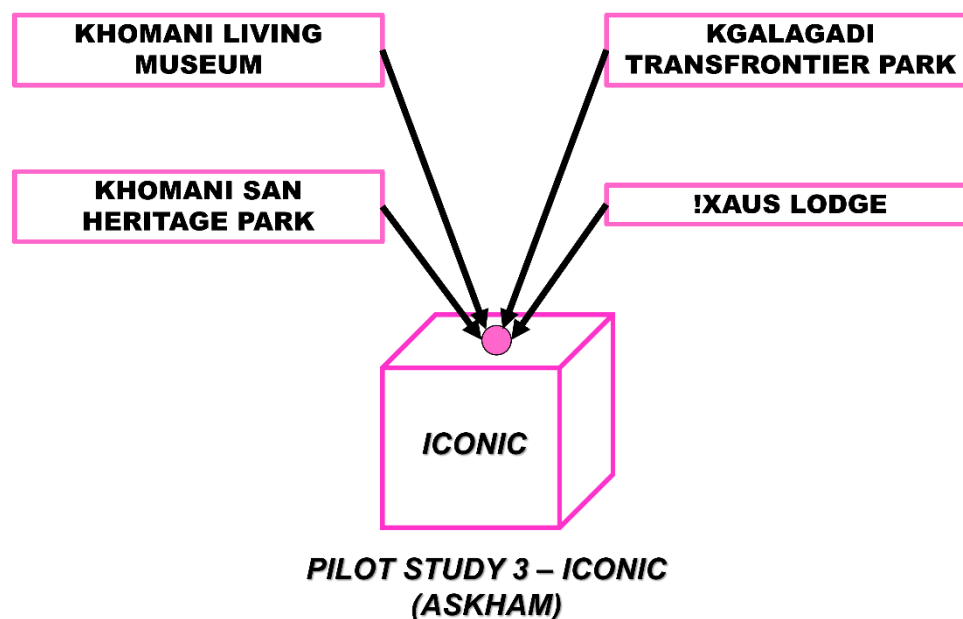 KHOMANI LIVING
MUSEUM
KGALAGADI
TRANSFRONTIER PARK
KHOMANI SAN
HERITAGE PARK
!XAUS LODGE
ICONIC
PILOT STUDY 3 – ICONIC
(ASKHAM)